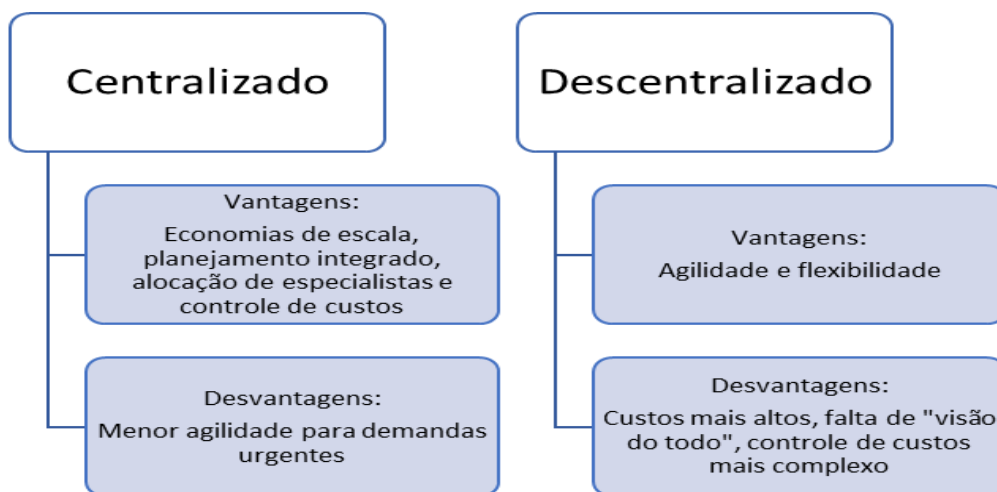 Centralizado
Vantagens:
Economias de escala,
planejamento integrado,
alocação de especialistas e
controle de custos
Desvantagens:
Menor agilidade para demandas
urgentes
Descentralizado
Vantagens:
Agilidade e flexibilidade
Desvantagens:
Custos mais altos, falta de "visão
do todo", controle de custos
mais complexo